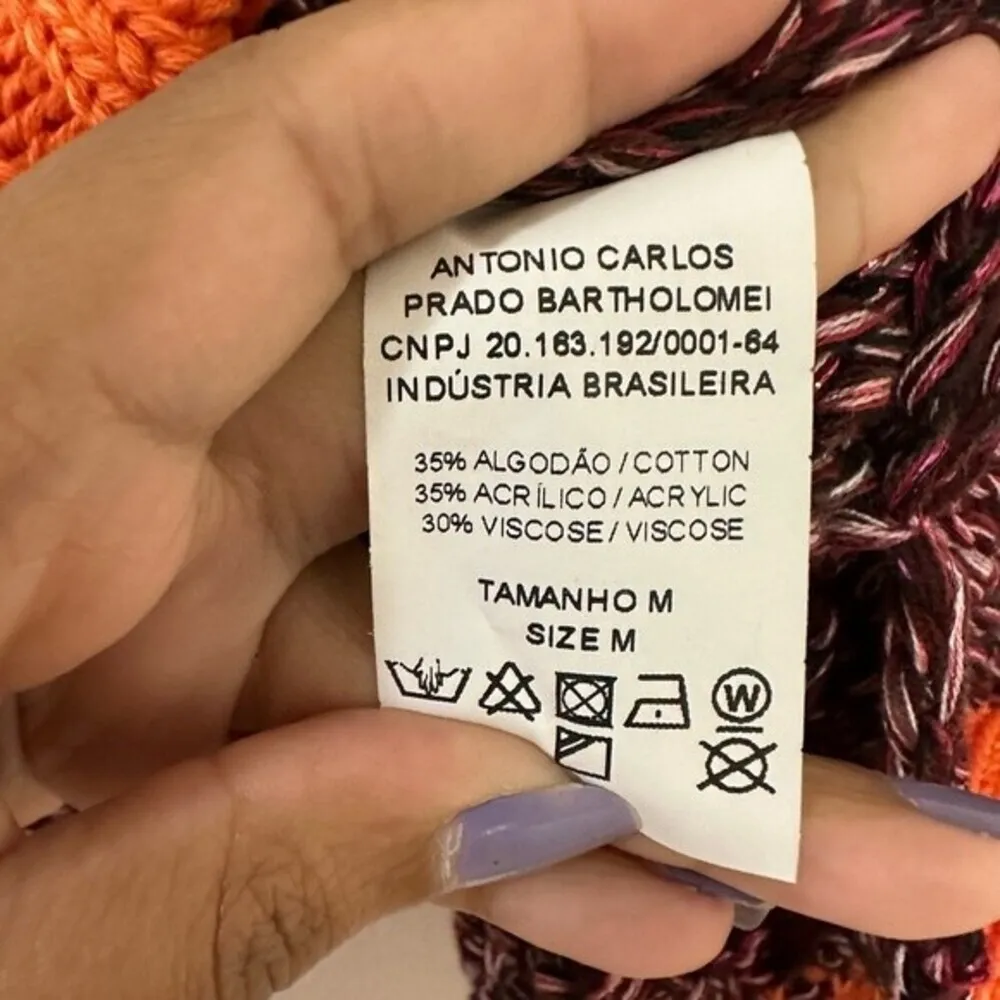 ANTONIO CARLOS
PRADO BARTHOLOMEI
CNPJ 20.163.192/0001-64
INDÚSTRIA BRASILEIRA
35% ALGODÃO / COTTON
35% ACRÍLICO / ACRYLIC
30% VISCOSE / VISCOSE
TAMANHO M
SIZE M
W